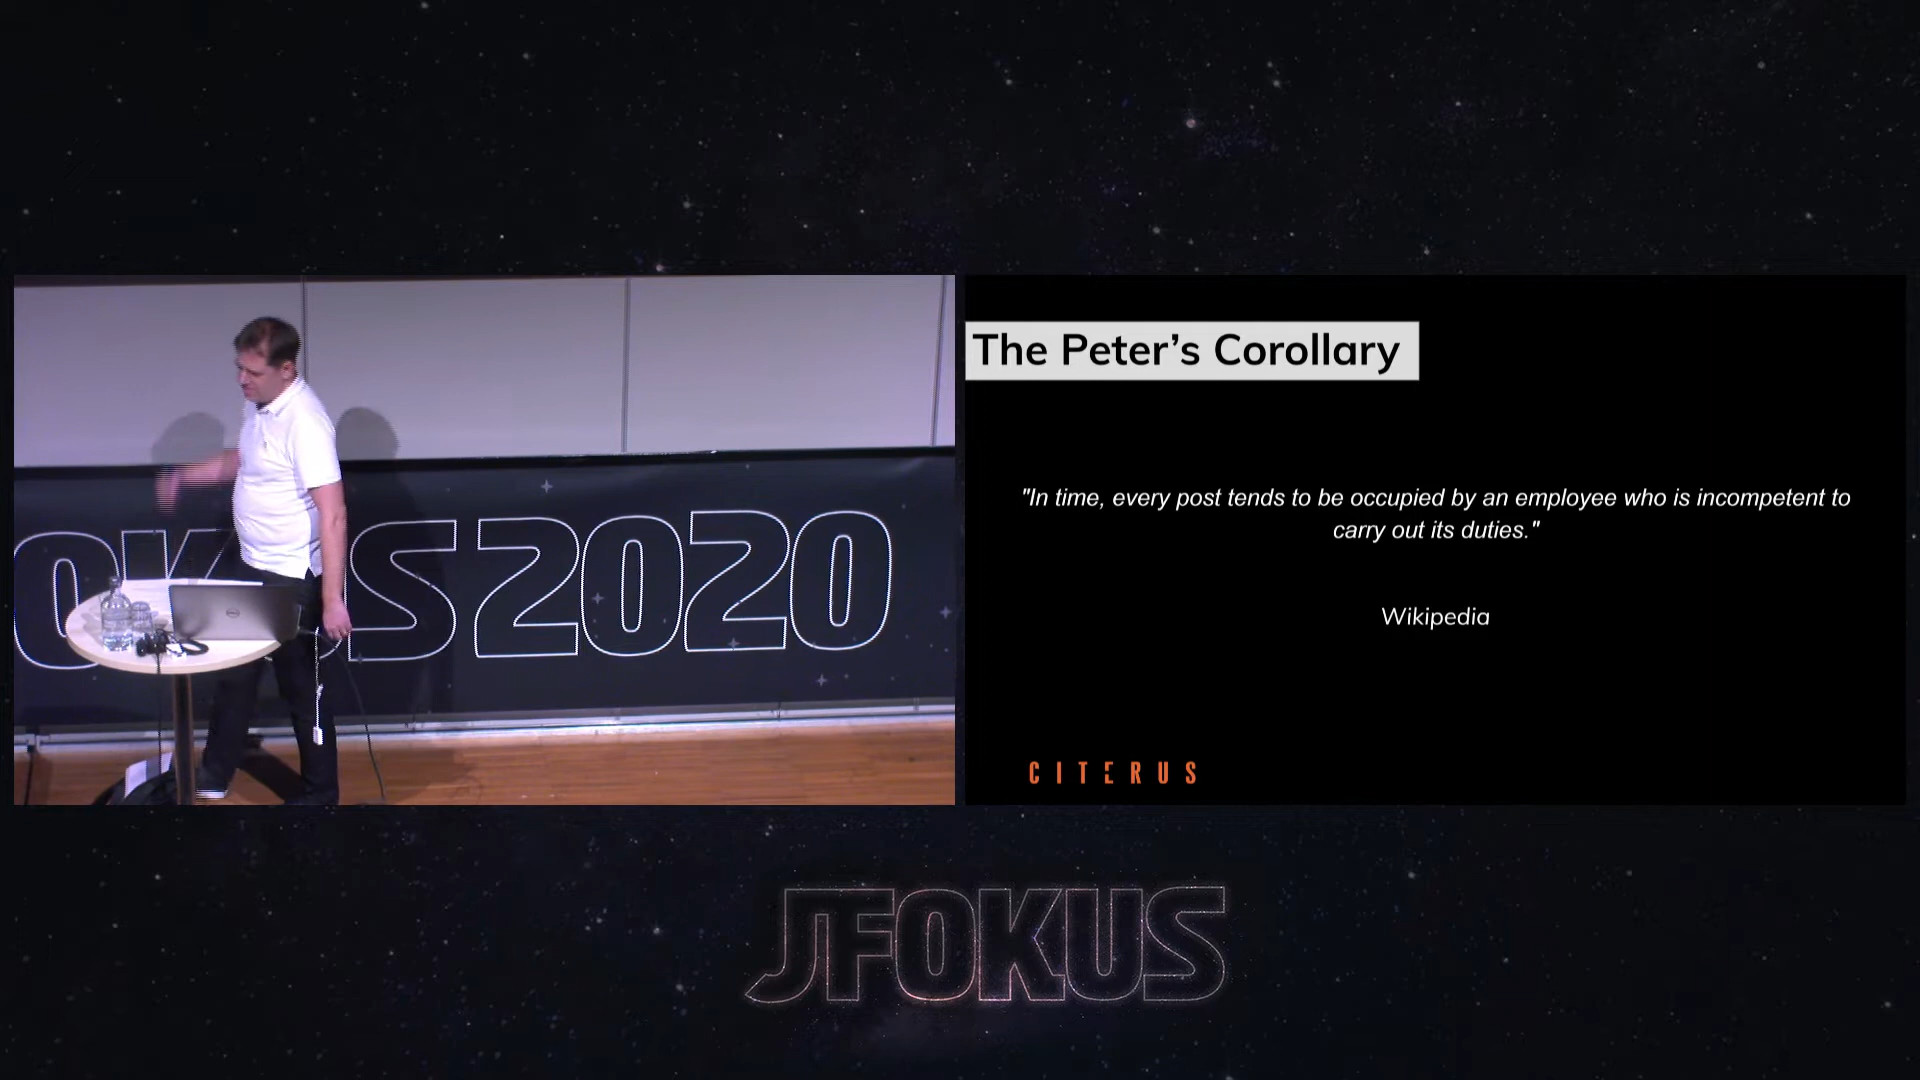 The Peter's Corollary
"In time, every post tends to be occupied by an employee who is incompetent to
carry out its duties."
Wikipedia
CITERUS
OKUS 2020
JFOKUS